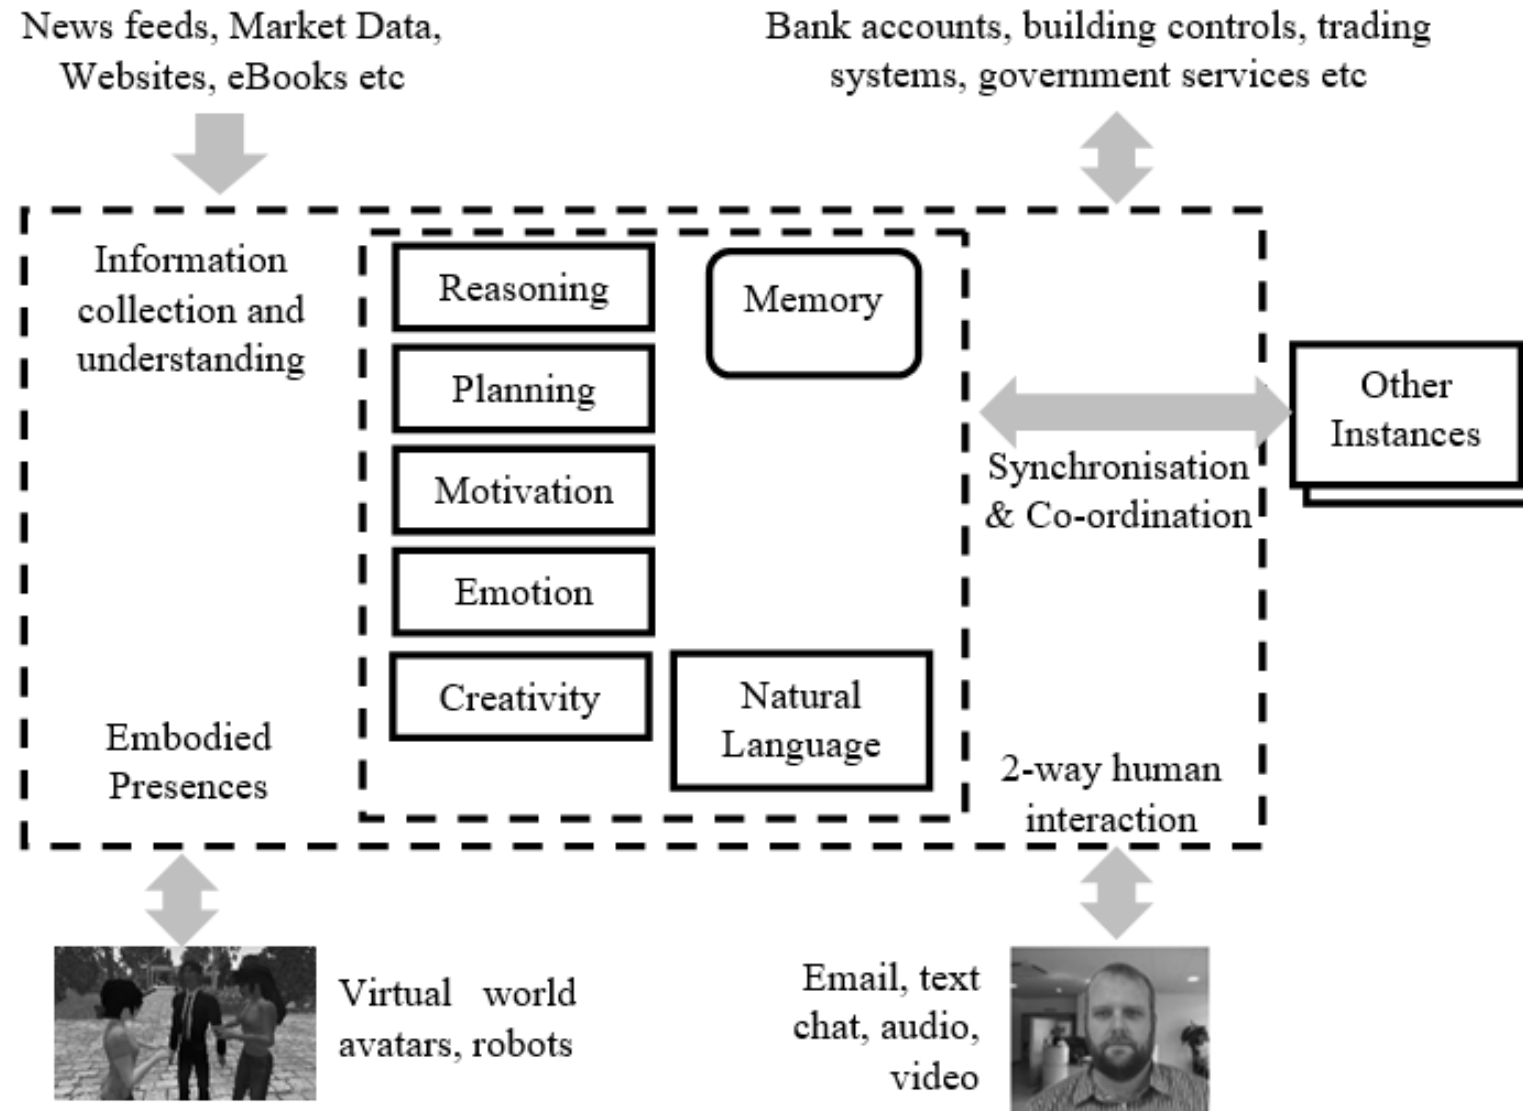 News feeds, Market Data,
Websites, eBooks etc
Bank accounts, building controls, trading
systems, government services etc
Information
collection and
understanding
Reasoning
Planning
Motivation
Emotion
Creativity
Memory
Natural
Language
Synchronisation
& Co-ordination
Other
Instances
Embodied
Presences
2-way human
interaction
Virtual world
avatars, robots
Email, text
chat, audio,
video